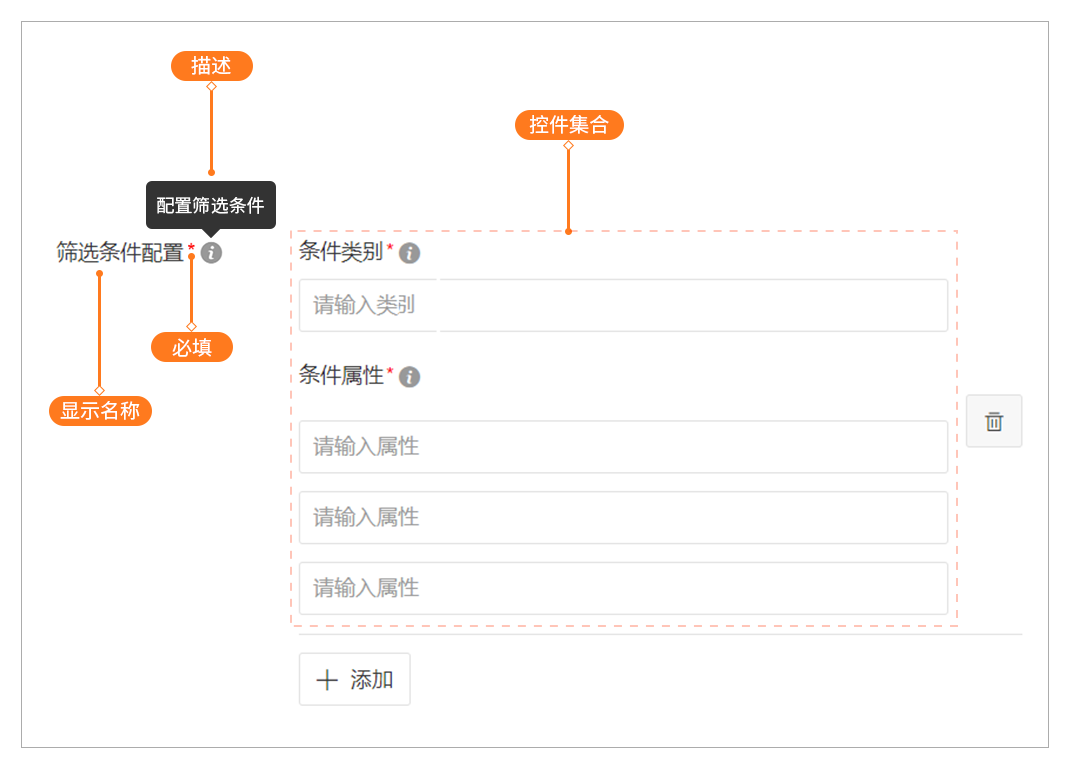 描述
控件集合
配置筛选条件
筛选条件配置*
条件类别*
请输入类别
必填
条件属性*
显示名称
请输入属性
请输入属性
请输入属性
添加